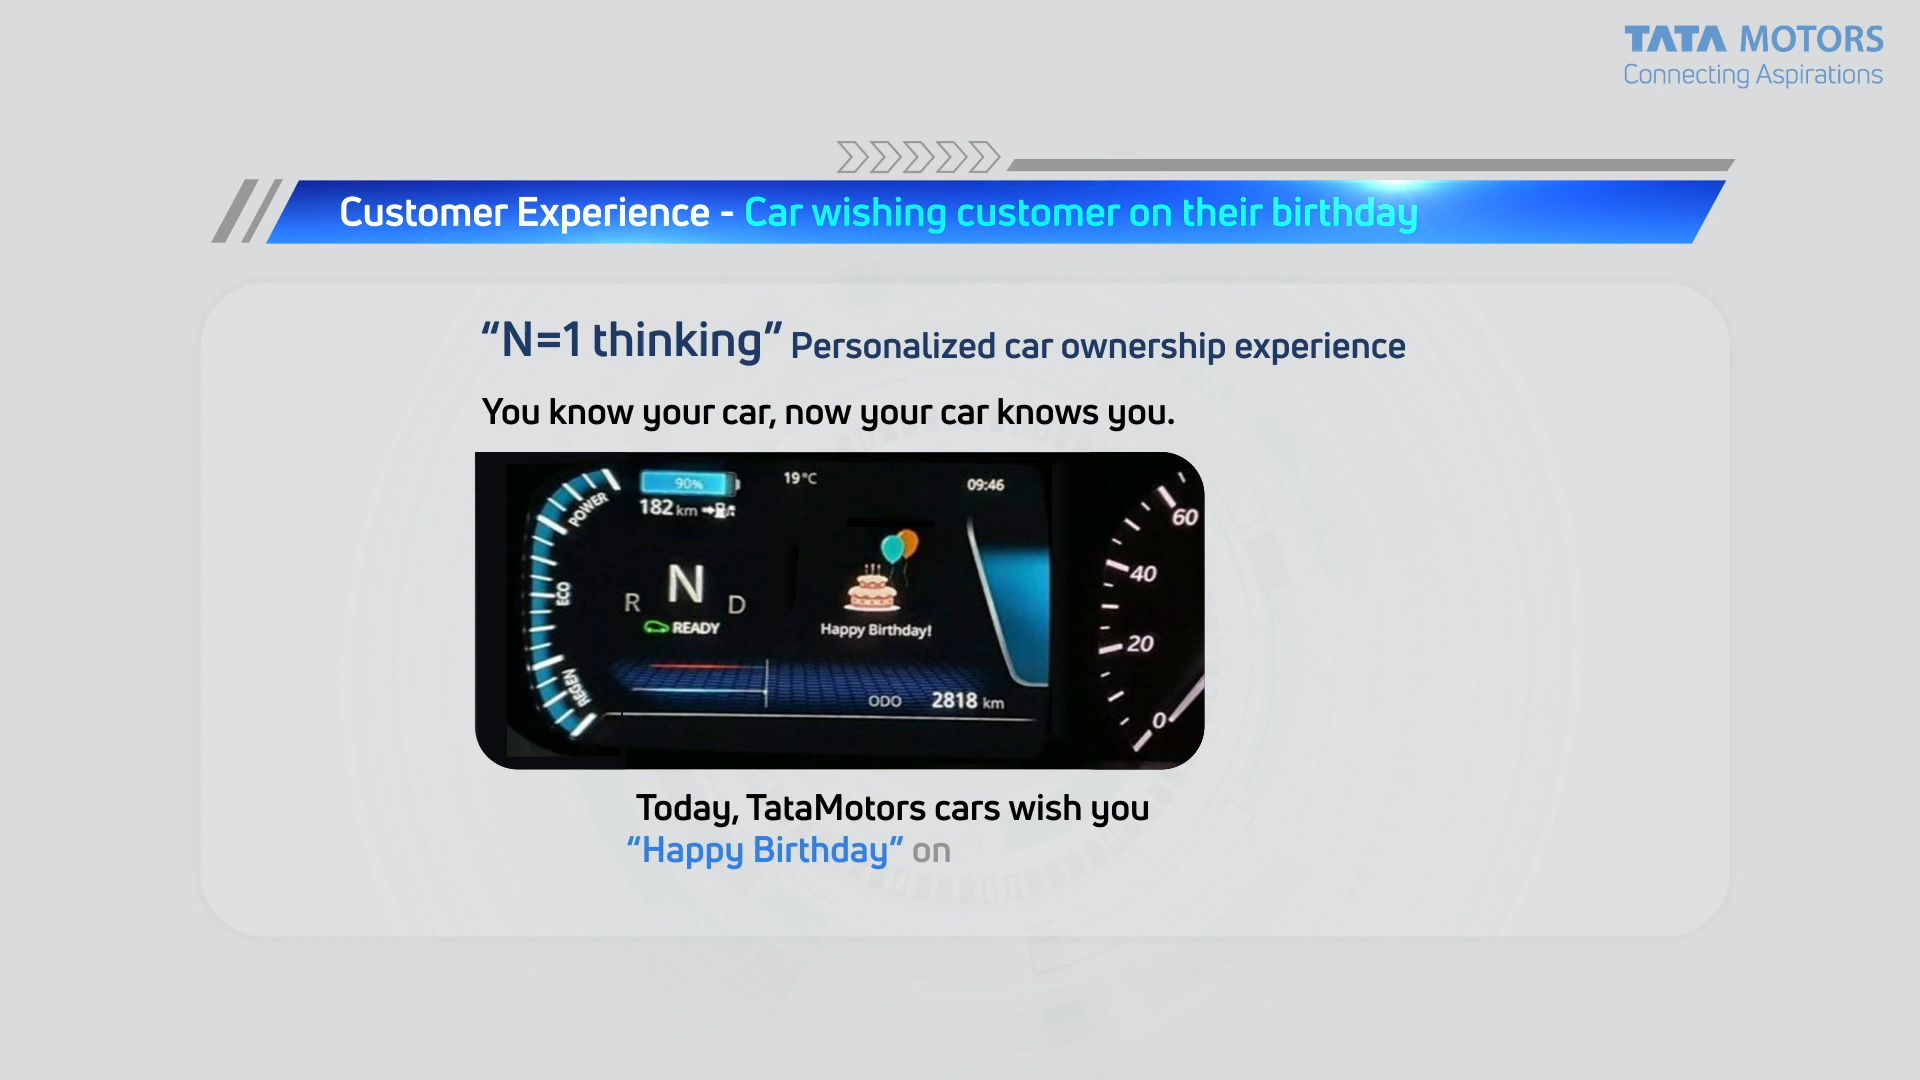 TATA MOTORS
Connecting Aspirations
Customer Experience - Car wishing customer on their birthday
“N=1 thinking” Personalized car ownership experience
You know your car, now your car knows you.
90%
19°C
09:46
182 km
POWER
ECO
REGEN
R N D
READY
Happy Birthday!
ODO 2818 km
60
40
20
0
Today, TataMotors cars wish you
“Happy Birthday” on